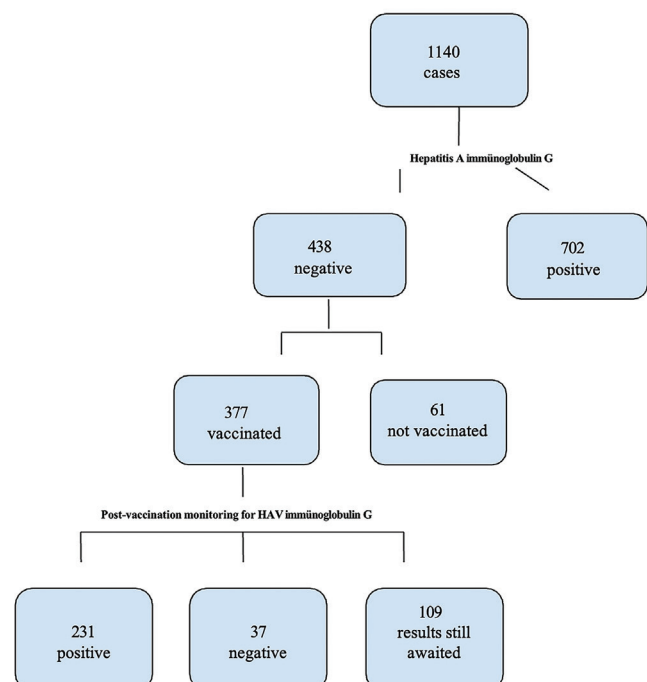 1140
cases
Hepatitis A immünoglobulin G
438
negative
702
positive
377
vaccinated
61
not vaccinated
Post-vaccination monitoring for HAV immünoglobulin G
231
positive
37
negative
109
results still
awaited